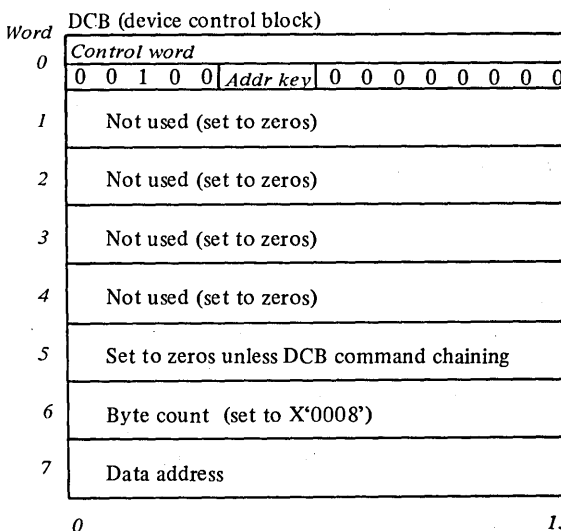 DCB (device control block)
Word
Control word
0
0 0 1 0 0 Addr key 0 0 0 0 0 0 0 0
1 Not used (set to zeros)
2 Not used (set to zeros)
3 Not used (set to zeros)
4 Not used (set to zeros)
5 Set to zeros unless DCB command chaining
6 Byte count (set to X‘0008’)
7 Data address
0